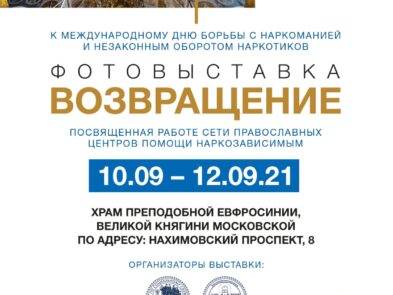 К МЕЖДУНАРОДНОМУ ДНЮ БОРЬБЫ С НАРКОМАНИЕЙ
И НЕЗАКОННЫМ ОБОРОТОМ НАРКОТИКОВ
ФОТОВЫСТАВКА
ВОЗВРАЩЕНИЕ
ПОСВЯЩЕННАЯ РАБОТЕ СЕТИ ПРАВОСЛАВНЫХ
ЦЕНТРОВ ПОМОЩИ НАРКОЗАВИСИМЫМ
10.09 – 12.09.21
ХРАМ ПРЕПОДОБНОЙ ЕВФРОСИНИИ,
ВЕЛИКОЙ КНЯГИНИ МОСКОВСКОЙ
ПО АДРЕСУ: НАХИМОВСКИЙ ПРОСПЕКТ, 8
ОРГАНИЗАТОРЫ ВЫСТАВКИ: